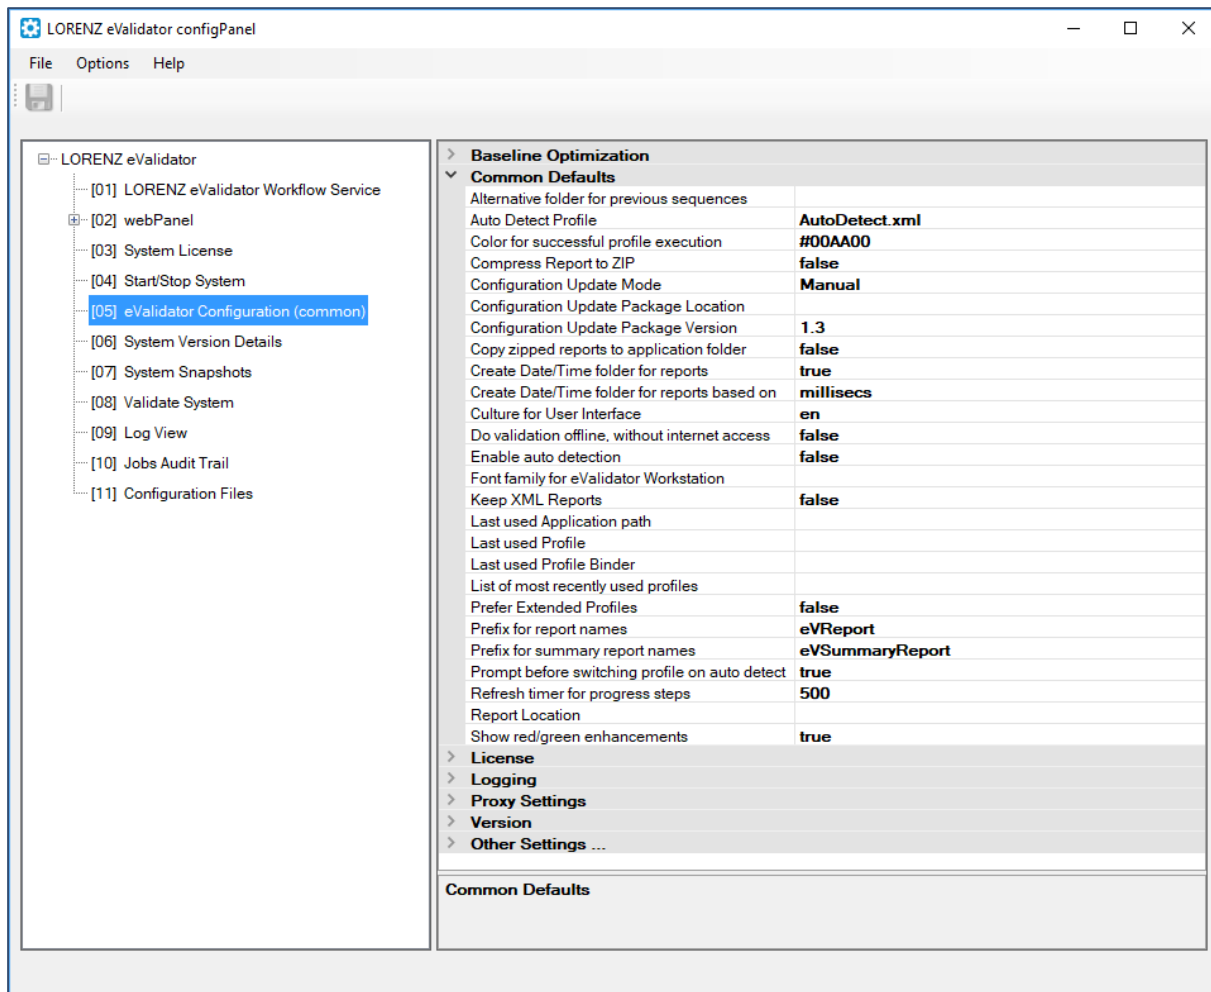 LORENZ eValidator configPanel
File Options Help
LORENZ eValidator
[01] LORENZ eValidator Workflow Service
[02] webPanel
[03] System License
[04] Start/Stop System
[05] eValidator Configuration (common)
[06] System Version Details
[07] System Snapshots
[08] Validate System
[09] Log View
[10] Jobs Audit Trail
[11] Configuration Files
Baseline Optimization
Common Defaults
Alternative folder for previous sequences
Auto Detect Profile AutoDetect.xml
Color for successful profile execution #00AA00
Compress Report to ZIP false
Configuration Update Mode Manual
Configuration Update Package Location
Configuration Update Package Version 1.3
Copy zipped reports to application folder false
Create Date/Time folder for reports true
Create Date/Time folder for reports based on millisecs
Culture for User Interface en
Do validation offline, without internet access false
Enable auto detection false
Font family for eValidator Workstation
Keep XML Reports false
Last used Application path
Last used Profile
Last used Profile Binder
List of most recently used profiles
Prefer Extended Profiles false
Prefix for report names eVReport
Prefix for summary report names eVSummaryReport
Prompt before switching profile on auto detect true
Refresh timer for progress steps 500
Report Location
Show red/green enhancements true
License
Logging
Proxy Settings
Version
Other Settings ...
Common Defaults